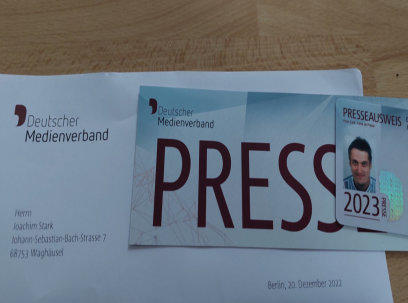 Deutscher
Medienverband
Herrn
Joachim Stark
Johann-Sebastian-Bach-Strasse 7
68753 Waghäusel
Berlin, 20. Dezember 2022
Deutscher
Medienverband
PRESS
PRESSEAUSWEIS
2023
PRESSE